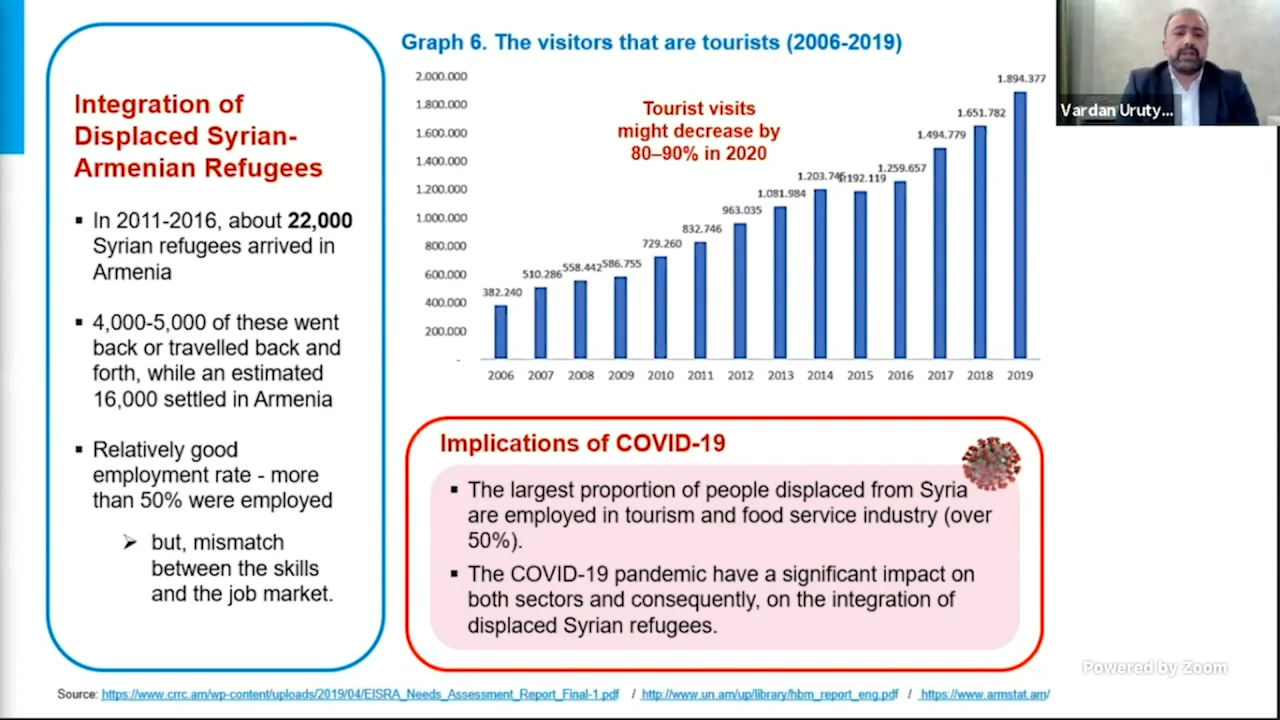 Integration of
Displaced Syrian-
Armenian Refugees
▪ In 2011-2016, about 22,000
Syrian refugees arrived in
Armenia
▪ 4,000-5,000 of these went
back or travelled back and
forth, while an estimated
16,000 settled in Armenia
▪ Relatively good
employment rate - more
than 50% were employed
➢ but, mismatch
between the skills
and the job market.
Graph 6. The visitors that are tourists (2006-2019)
Tourist visits
might decrease by
80–90% in 2020
2.000.000
1.800.000
1.600.000
1.400.000
1.200.000
1.000.000
800.000
600.000
400.000
200.000
-
382.240
510.286
558.442
586.755
729.260
832.746
963.035
1.081.984
1.192.119
1.259.657
1.494.779
1.651.782
1.894.377
2006 2007 2008 2009 2010 2011 2012 2013 2014 2015 2016 2017 2018 2019
Vardan Uruty...
Implications of COVID-19
▪ The largest proportion of people displaced from Syria
are employed in tourism and food service industry (over
50%).
▪ The COVID-19 pandemic have a significant impact on
both sectors and consequently, on the integration of
displaced Syrian refugees.
Powered by Zoom
Source: https://www.crrc.am/wp-content/uploads/2019/04/EISRA_Needs_Assessment_Report_Final-1.pdf / http://www.un.am/up/library/hbm_report_eng.pdf / https://www.armstat.am/